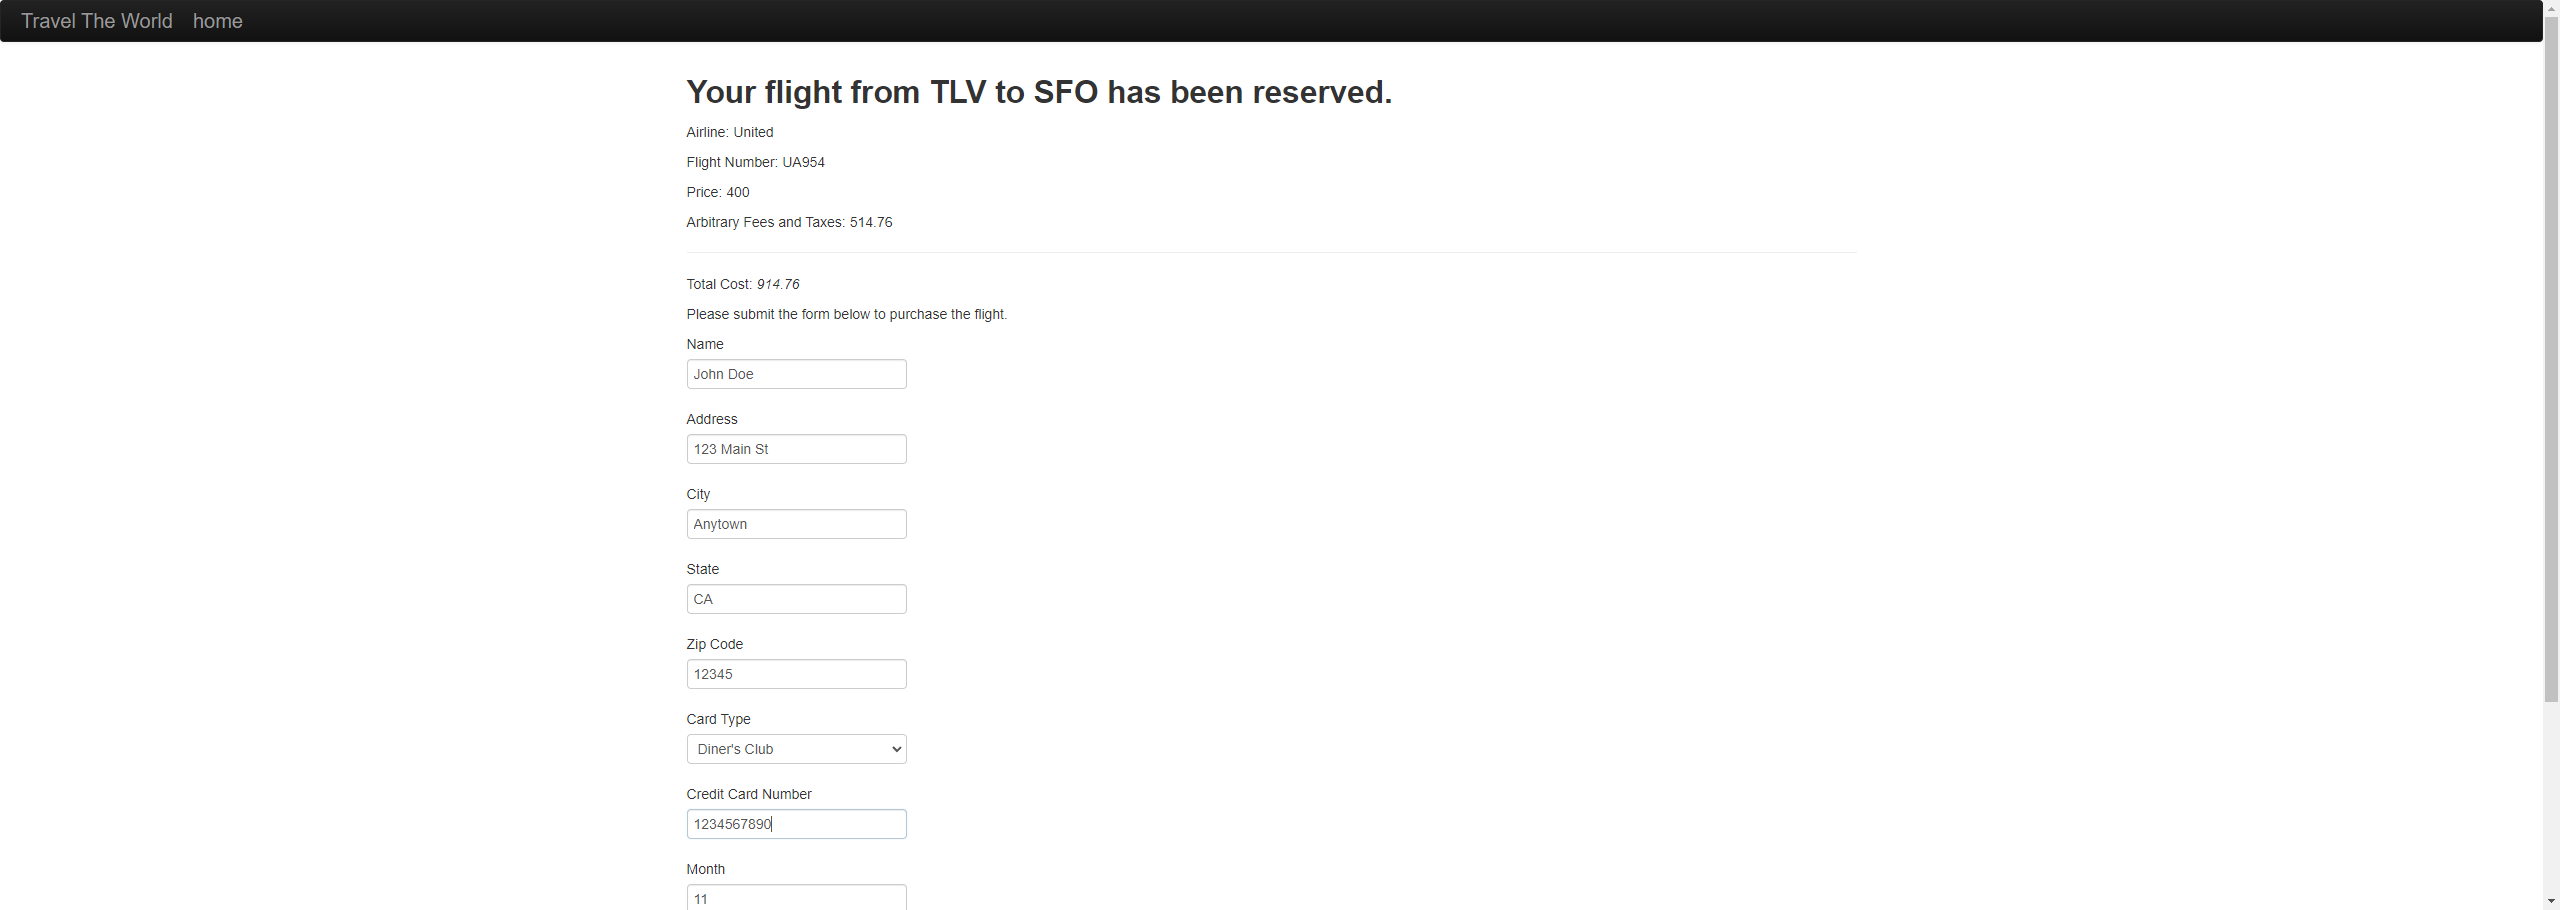 Travel The World home
Your flight from TLV to SFO has been reserved.
Airline: United
Flight Number: UA954
Price: 400
Arbitrary Fees and Taxes: 514.76
Total Cost: 914.76
Please submit the form below to purchase the flight.
Name
John Doe
Address
123 Main St
City
Anytown
State
CA
Zip Code
12345
Card Type
Diner's Club
Credit Card Number
1234567890
Month
11